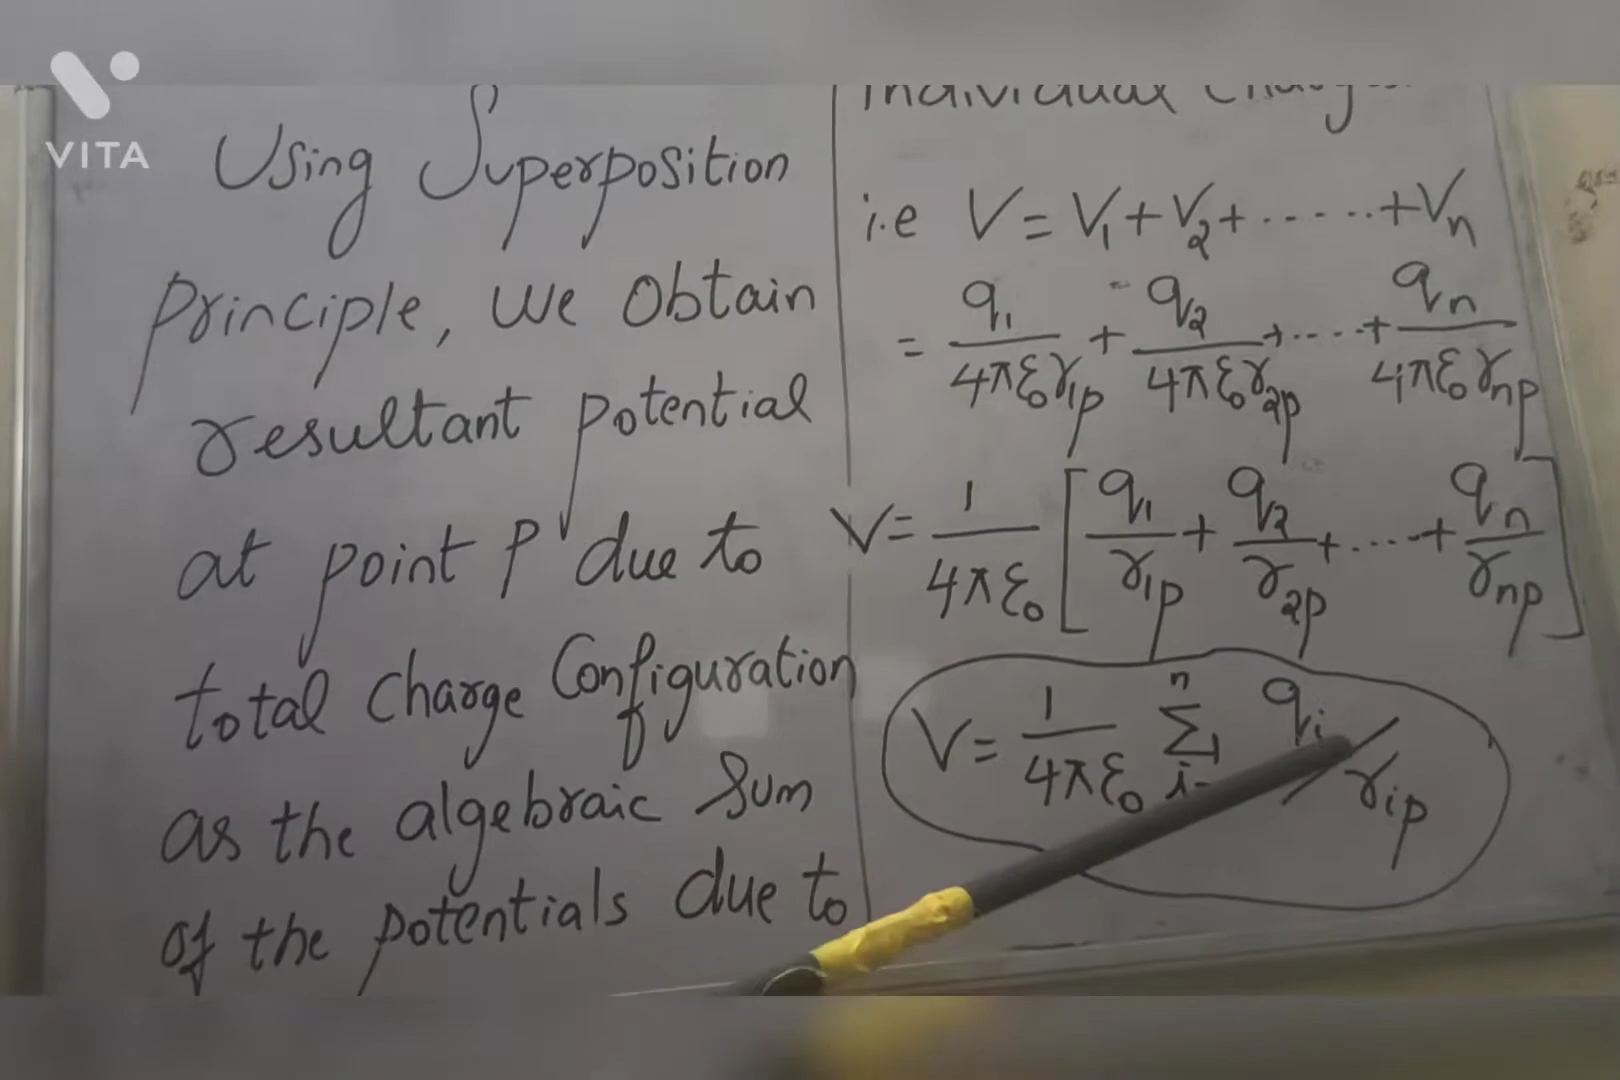 VITA
Using Superposition
principle, we obtain
resultant potential
at point P due to
total charge configuration
as the algebraic sum
of the potentials due to
individual charges.
i.e V = V₁ + V₂ + ...... + Vn
= q₁/4πε₀r₁p + q₂/4πε₀r₂p + ..... + qn/4πε₀rnp
V = 1/4πε₀ [q₁/r₁p + q₂/r₂p + ..... + qn/rnp]
V = 1/4πε₀ n Σ i=1 qi/rip